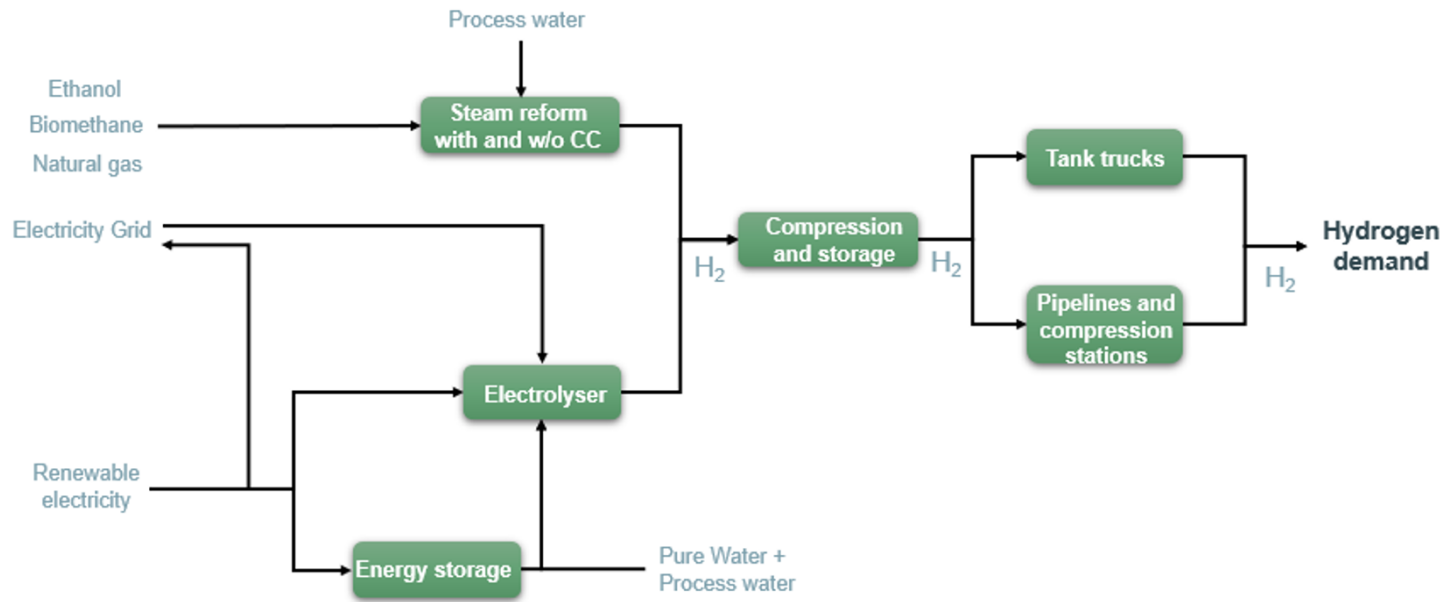 Process water
Ethanol
Biomethane
Natural gas
Steam reform
with and w/o CC
Electricity Grid
Compression
and storage
H₂
Tank trucks
H₂
Pipelines and
compression
stations
Hydrogen
demand
H₂
Electrolyser
Renewable
electricity
Energy storage
Pure Water +
Process water